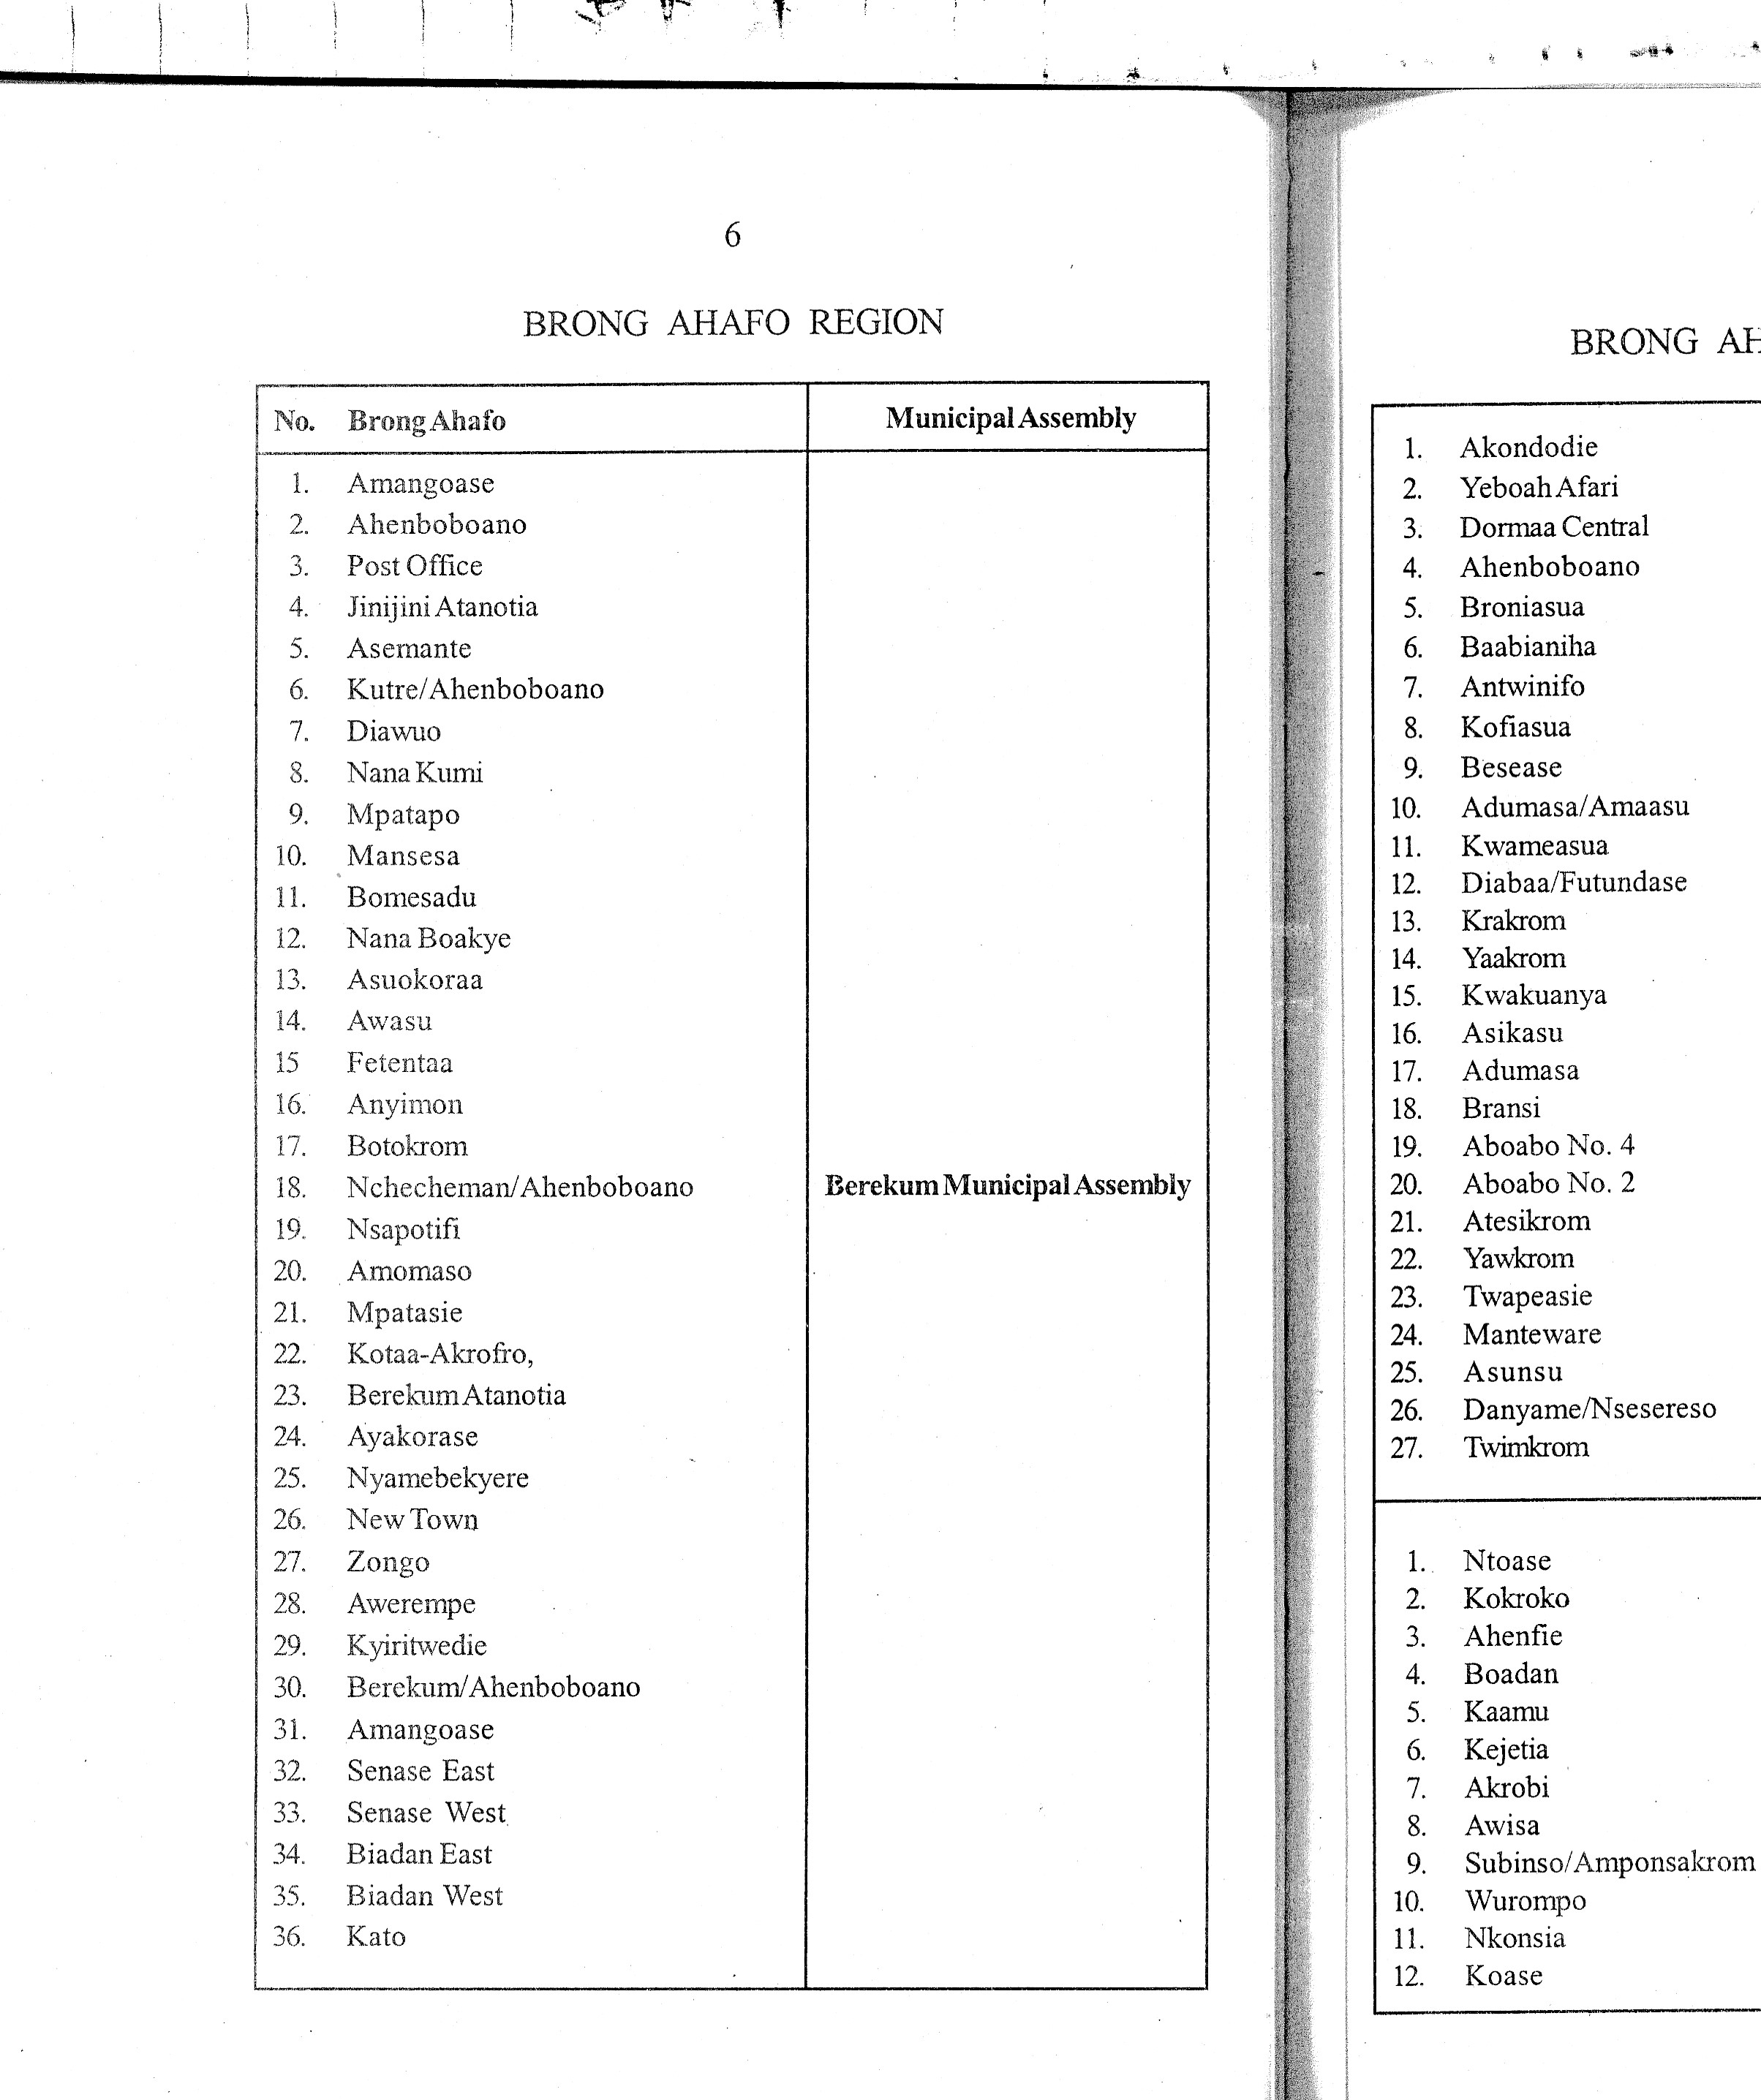 6
BRONG AHAFO REGION
No. Brong Ahafo Municipal Assembly
1. Amangoase
2. Ahenboboano
3. Post Office
4. Jinijini Atanotia
5. Asemante
6. Kutre/Ahenboboano
7. Diawuo
8. Nana Kumi
9. Mpatapo
10. Mansesa
11. Bomesadu
12. Nana Boakye
13. Asuokoraa
14. Awasu
15 Fetentaa
16. Anyimon
17. Botokrom
18. Nchecheman/Ahenboboano Berekum Municipal Assembly
19. Nsapotifi
20. Amomaso
21. Mpatasie
22. Kotaa-Akrofro,
23. Berekum Atanotia
24. Ayakorase
25. Nyamebekyere
26. New Town
27. Zongo
28. Awerempe
29. Kyiritwedie
30. Berekum/Ahenboboano
31. Amangoase
32. Senase East
33. Senase West
34. Biadan East
35. Biadan West
36. Kato
BRONG AH
1. Akondodie
2. Yeboah Afari
3. Dormaa Central
4. Ahenboboano
5. Broniasua
6. Baabianiha
7. Antwinifo
8. Kofiasua
9. Besease
10. Adumasa/Amaasu
11. Kwameasua
12. Diabaa/Futundase
13. Krakrom
14. Yaakrom
15. Kwakuanya
16. Asikasu
17. Adumasa
18. Bransi
19. Aboabo No. 4
20. Aboabo No. 2
21. Atesikrom
22. Yawkrom
23. Twapeasie
24. Manteware
25. Asunsu
26. Danyame/Nsesereso
27. Twimkrom
1. Ntoase
2. Kokroko
3. Ahenfie
4. Boadan
5. Kaamu
6. Kejetia
7. Akrobi
8. Awisa
9. Subinso/Amponsakrom
10. Wurompo
11. Nkonsia
12. Koase